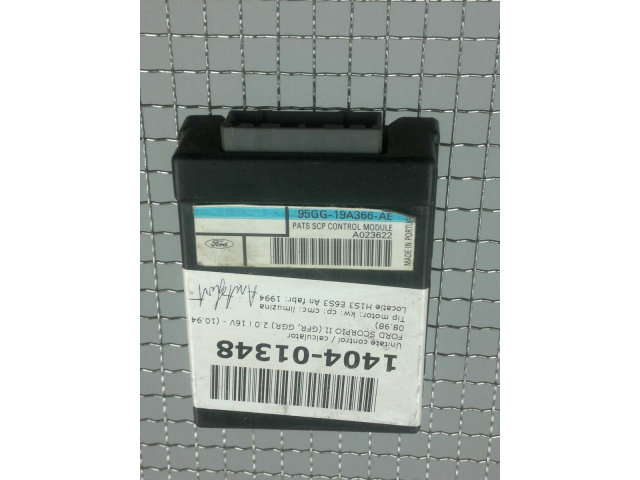 95GG-19A366-AE
PATS SCP CONTROL MODULE
A023622
Ford
MADE IN PORTUGAL
1404-01348
Unitate control / calculator
FORD SCORPIO II (GFR, GGR) 2.0 i 16V - (10.94
08.98)
Tip motor: kw: cp: cmc: limuzina
Locatie H1S3 E6S3 An fabr: 1994